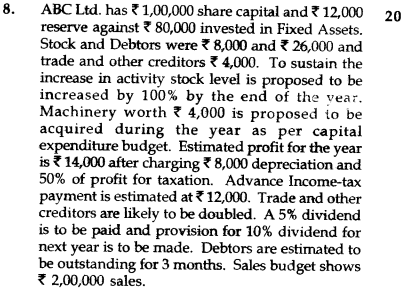 8. ABC Ltd. has ₹ 1,00,000 share capital and ₹ 12,000 20
reserve against ₹ 80,000 invested in Fixed Assets.
Stock and Debtors were ₹ 8,000 and ₹ 26,000 and
trade and other creditors ₹ 4,000. To sustain the
increase in activity stock level is proposed to be
increased by 100% by the end of the year.
Machinery worth ₹ 4,000 is proposed to be
acquired during the year as per capital
expenditure budget. Estimated profit for the year
is ₹ 14,000 after charging ₹ 8,000 depreciation and
50% of profit for taxation. Advance Income-tax
payment is estimated at ₹ 12,000. Trade and other
creditors are likely to be doubled. A 5% dividend
is to be paid and provision for 10% dividend for
next year is to be made. Debtors are estimated to
be outstanding for 3 months. Sales budget shows
₹ 2,00,000 sales.